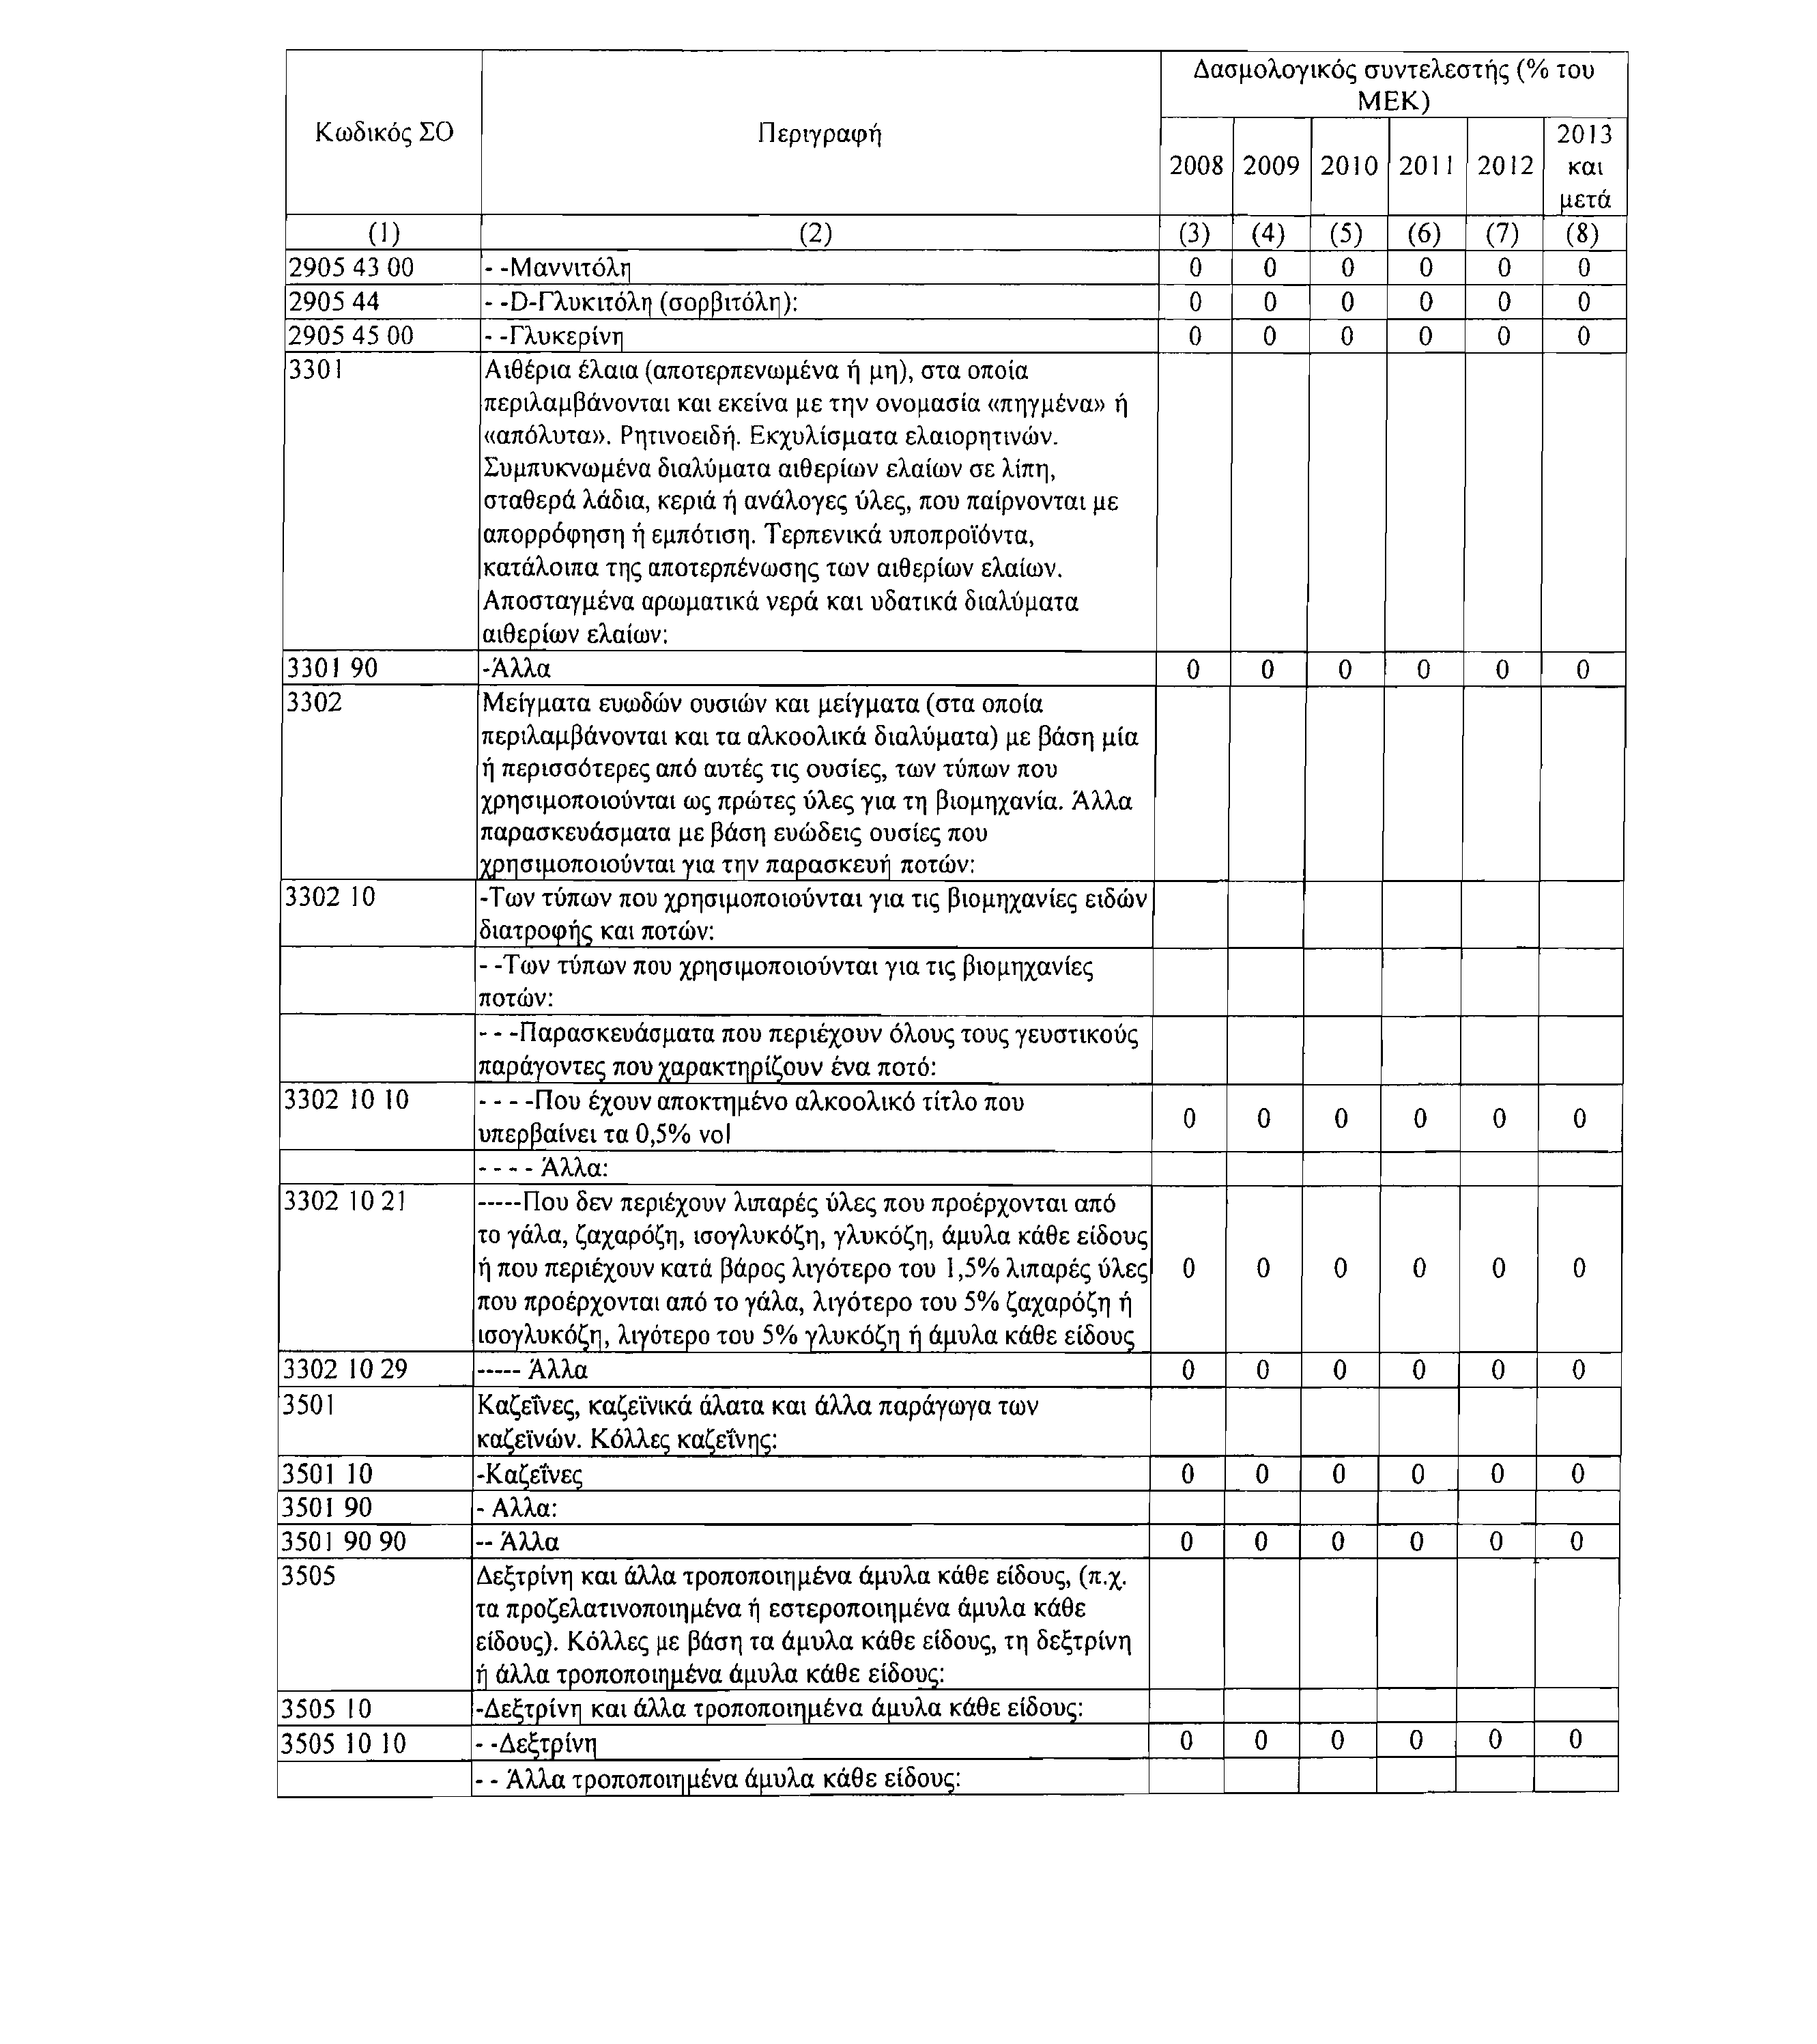 Κωδικός ΣΟ
Περιγραφή
Δασμολογικός συντελεστής (% του
ΜΕΚ)
2008 2009 2010 2011 2012 2013
και
μετά
(1) (2) (3) (4) (5) (6) (7) (8)
2905 43 00 - -Μαννιτόλη 0 0 0 0 0 0
2905 44 - -D-Γλυκιτόλη (σορβιτόλη): 0 0 0 0 0 0
2905 45 00 - -Γλυκερίνη 0 0 0 0 0 0
3301 Αιθέρια έλαια (αποτερπενωμένα ή μη), στα οποία
περιλαμβάνονται και εκείνα με την ονομασία «πηγμένα» ή
«απόλυτα». Ρητινοειδή. Εκχυλίσματα ελαιορητινών.
Συμπυκνωμένα διαλύματα αιθερίων ελαίων σε λίπη,
σταθερά λάδια, κεριά ή ανάλογες ύλες, που παίρνονται με
απορρόφηση ή εμπότιση. Τερπενικά υποπροϊόντα,
κατάλοιπα της αποτερπένωσης των αιθερίων ελαίων.
Αποσταγμένα αρωματικά νερά και υδατικά διαλύματα
αιθερίων ελαίων:
3301 90 -Άλλα 0 0 0 0 0 0
3302 Μείγματα ευωδών ουσιών και μείγματα (στα οποία
περιλαμβάνονται και τα αλκοολικά διαλύματα) με βάση μία
ή περισσότερες από αυτές τις ουσίες, των τύπων που
χρησιμοποιούνται ως πρώτες ύλες για τη βιομηχανία. Άλλα
παρασκευάσματα με βάση ευώδεις ουσίες που
χρησιμοποιούνται για την παρασκευή ποτών:
3302 10 -Των τύπων που χρησιμοποιούνται για τις βιομηχανίες ειδών
διατροφής και ποτών:
- -Των τύπων που χρησιμοποιούνται για τις βιομηχανίες
ποτών:
- - -Παρασκευάσματα που περιέχουν όλους τους γευστικούς
παράγοντες που χαρακτηρίζουν ένα ποτό:
3302 10 10 - - - -Που έχουν αποκτημένο αλκοολικό τίτλο που
υπερβαίνει τα 0,5% vol 0 0 0 0 0 0
- - - - Άλλα:
3302 10 21 -----Που δεν περιέχουν λιπαρές ύλες που προέρχονται από
το γάλα, ζαχαρόζη, ισογλυκόζη, γλυκόζη, άμυλα κάθε είδους
ή που περιέχουν κατά βάρος λιγότερο του 1,5% λιπαρές ύλες 0 0 0 0 0 0
που προέρχονται από το γάλα, λιγότερο του 5% ζαχαρόζη ή
ισογλυκόζη, λιγότερο του 5% γλυκόζη ή άμυλα κάθε είδους
3302 10 29 ----- Άλλα 0 0 0 0 0 0
3501 Καζεΐνες, καζεϊνικά άλατα και άλλα παράγωγα των
καζεϊνών. Κόλλες καζεΐνης:
3501 10 -Καζεΐνες 0 0 0 0 0 0
3501 90 - Αλλα:
3501 90 90 -- Άλλα 0 0 0 0 0 0
3505 Δεξτρίνη και άλλα τροποποιημένα άμυλα κάθε είδους, (π.χ.
τα προζελατινοποιημένα ή εστεροποιημένα άμυλα κάθε
είδους). Κόλλες με βάση τα άμυλα κάθε είδους, τη δεξτρίνη
ή άλλα τροποποιημένα άμυλα κάθε είδους:
3505 10 -Δεξτρίνη και άλλα τροποποιημένα άμυλα κάθε είδους:
3505 10 10 - -Δεξτρίνη 0 0 0 0 0 0
- - Άλλα τροποποιημένα άμυλα κάθε είδους: